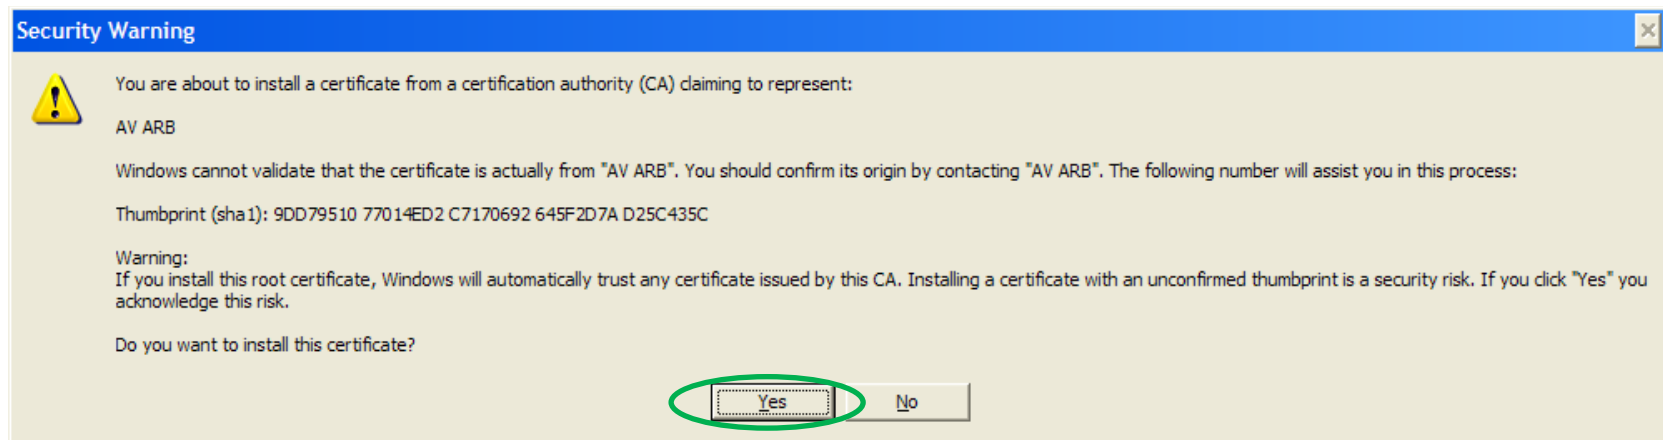 Security Warning
You are about to install a certificate from a certification authority (CA) claiming to represent:
AV ARB
Windows cannot validate that the certificate is actually from "AV ARB". You should confirm its origin by contacting "AV ARB". The following number will assist you in this process:
Thumbprint (sha1): 9DD79510 77014ED2 C7170692 645F2D7A D25C435C
Warning:
If you install this root certificate, Windows will automatically trust any certificate issued by this CA. Installing a certificate with an unconfirmed thumbprint is a security risk. If you click "Yes" you
acknowledge this risk.
Do you want to install this certificate?
Yes No